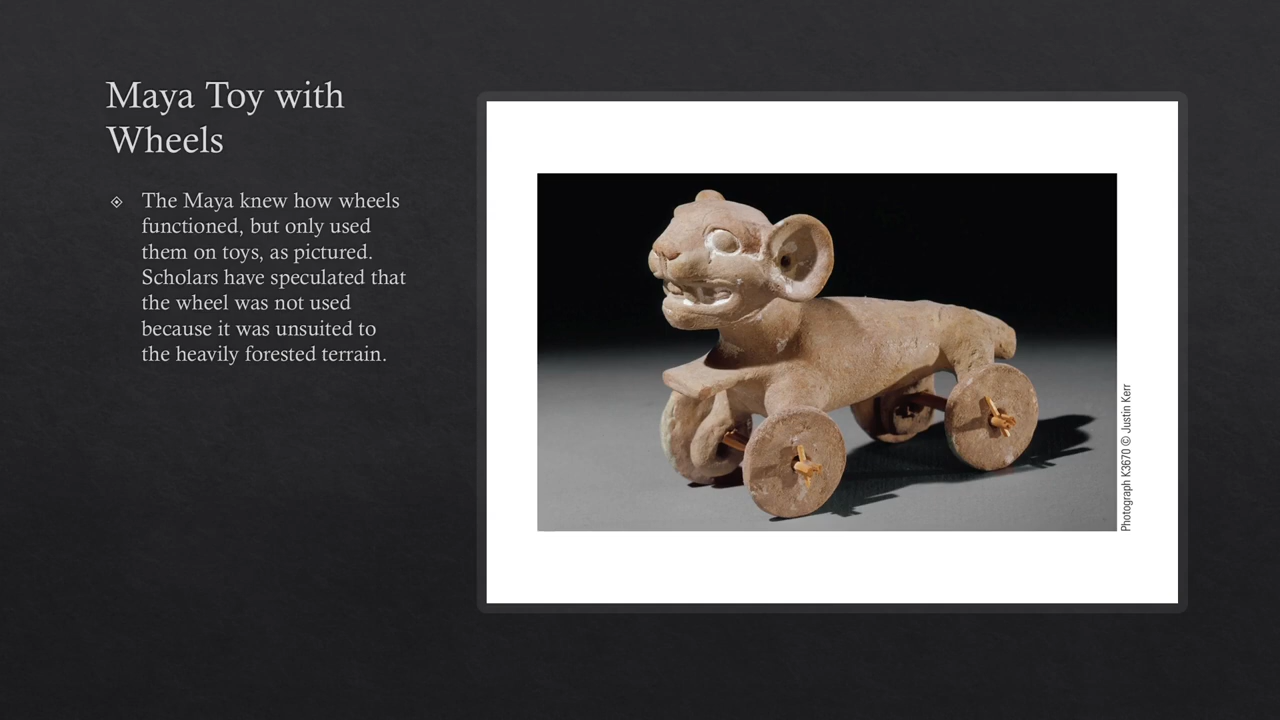 Maya Toy with
Wheels
The Maya knew how wheels
functioned, but only used
them on toys, as pictured.
Scholars have speculated that
the wheel was not used
because it was unsuited to
the heavily forested terrain.
Photograph K3670 © Justin Kerr